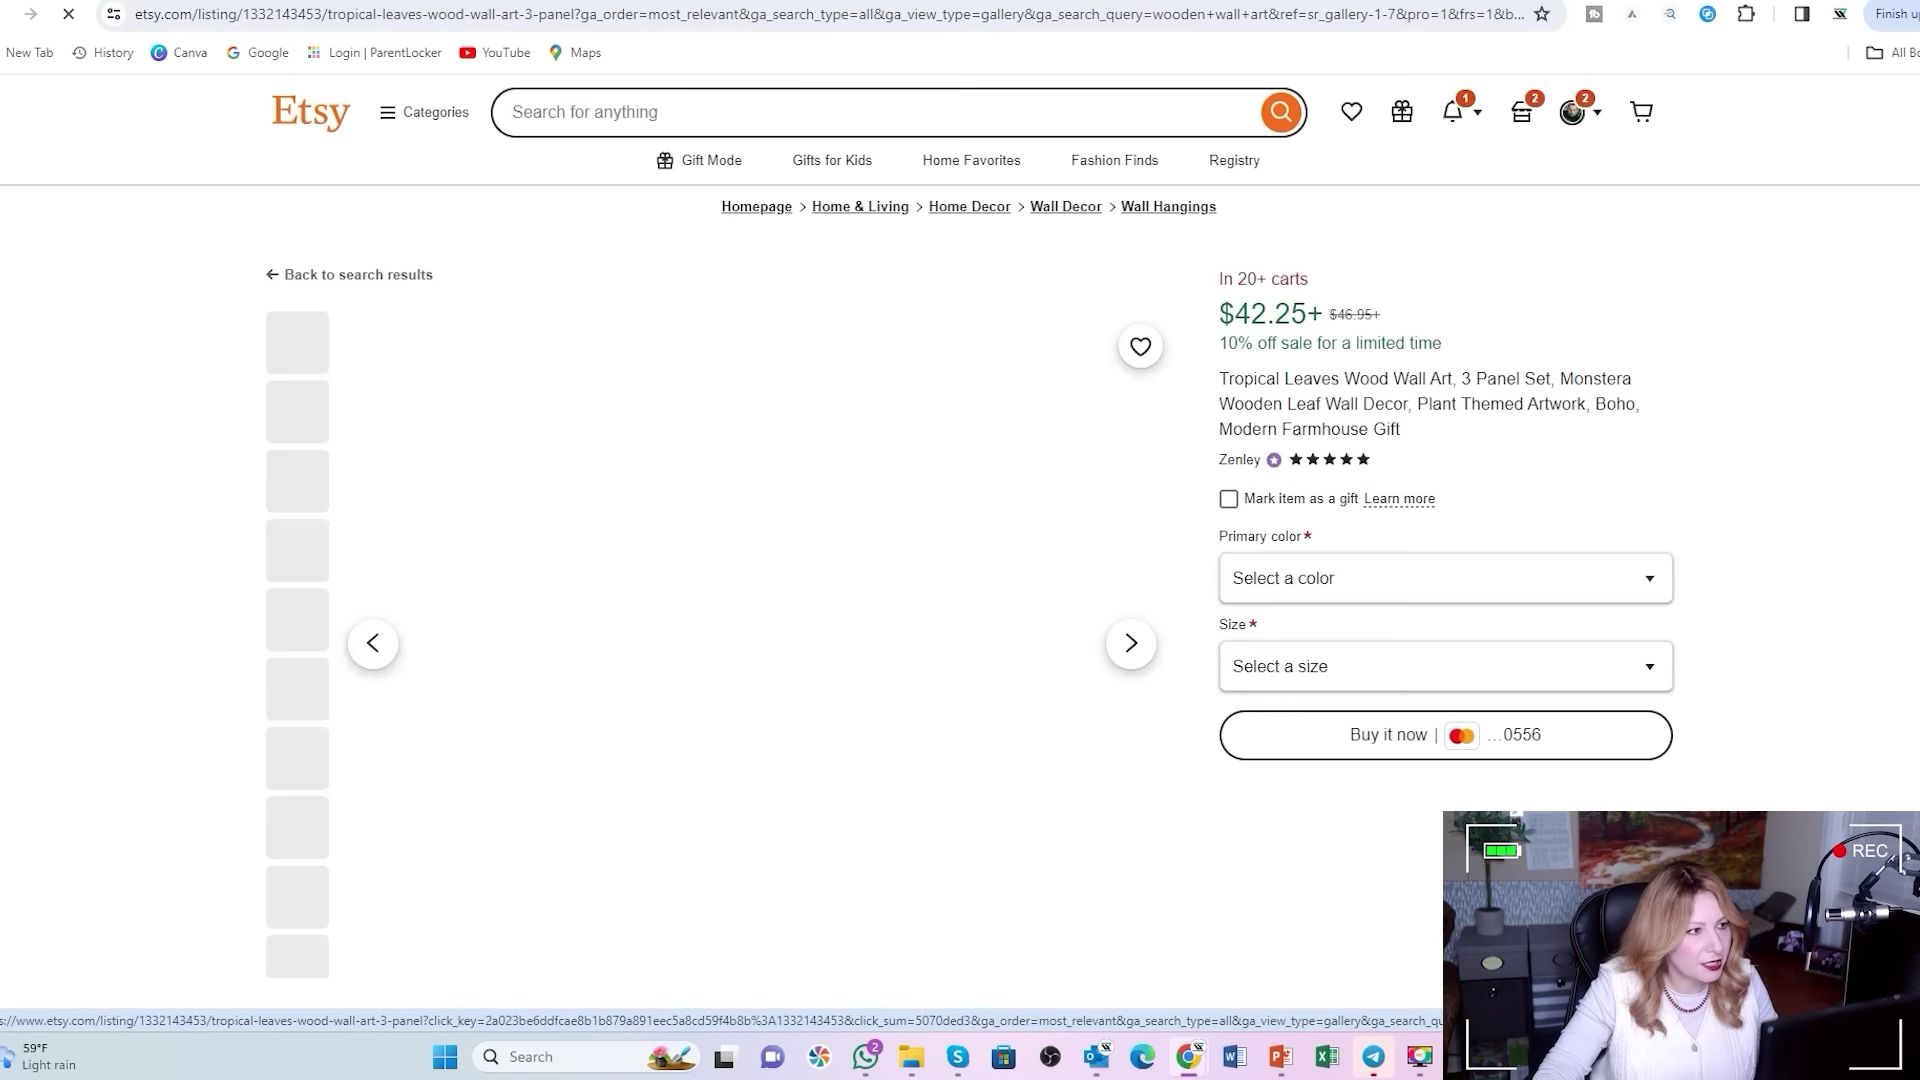 etsy.com/listing/1332143453/tropical-leaves-wood-wall-art-3-panel?ga_order=most_relevant&ga_search_type=all&ga_view_type=gallery&ga_search_query=wooden+wall+art&ref=sr_gallery-1-7&pro=1&frs=1&b...
Finish up
New Tab
History
Canva
Google
Login | ParentLocker
YouTube
Maps
All Bo
Etsy
Categories
Search for anything
1
2
2
Gift Mode
Gifts for Kids
Home Favorites
Fashion Finds
Registry
Homepage > Home & Living > Home Decor > Wall Decor > Wall Hangings
Back to search results
In 20+ carts
$42.25+ $46.95+
10% off sale for a limited time
Tropical Leaves Wood Wall Art, 3 Panel Set, Monstera
Wooden Leaf Wall Decor, Plant Themed Artwork, Boho,
Modern Farmhouse Gift
Zenley
Mark item as a gift Learn more
Primary color*
Select a color
Size*
Select a size
Buy it now | ...0556
REC
s://www.etsy.com/listing/1332143453/tropical-leaves-wood-wall-art-3-panel?click_key=2a023be6ddfcae8b1b879a891eec5a8cd59f4b8b%3A1332143453&click_sum=5070ded3&ga_order=most_relevant&ga_search_type=all&ga_view_type=gallery&ga_search_qu
59°F
Light rain
Search
2